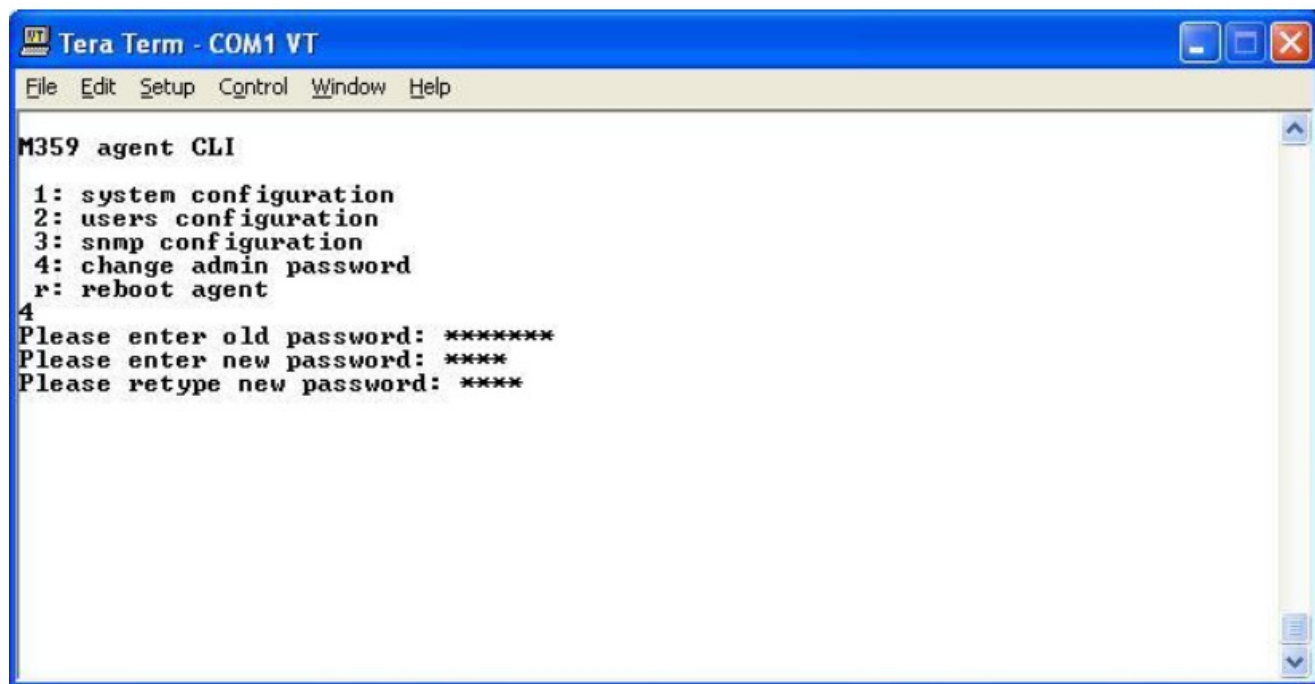 Tera Term - COM1 VT
File Edit Setup Control Window Help
M359 agent CLI
1: system configuration
2: users configuration
3: snmp configuration
4: change admin password
r: reboot agent
4
Please enter old password: *******
Please enter new password: ****
Please retype new password: ****